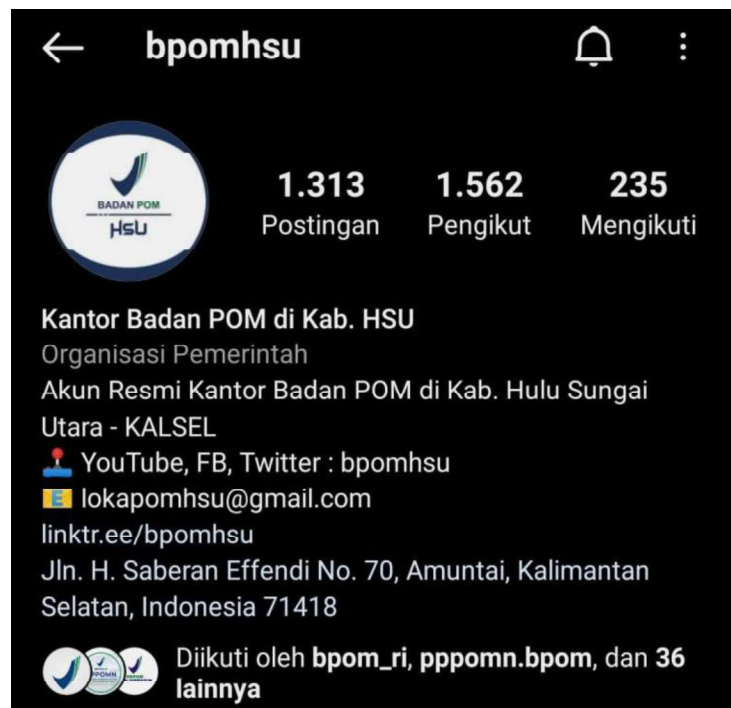 bpomhsu
BADAN POM
HSU
1.313
Postingan
1.562
Pengikut
235
Mengikuti
Kantor Badan POM di Kab. HSU
Organisasi Pemerintah
Akun Resmi Kantor Badan POM di Kab. Hulu Sungai
Utara - KALSEL
🕹️ YouTube, FB, Twitter : bpomhsu
📧 lokapomhsu@gmail.com
linktr.ee/bpomhsu
Jln. H. Saberan Effendi No. 70, Amuntai, Kalimantan
Selatan, Indonesia 71418
Diikuti oleh bpom_ri, pppomn.bpom, dan 36
lainnya